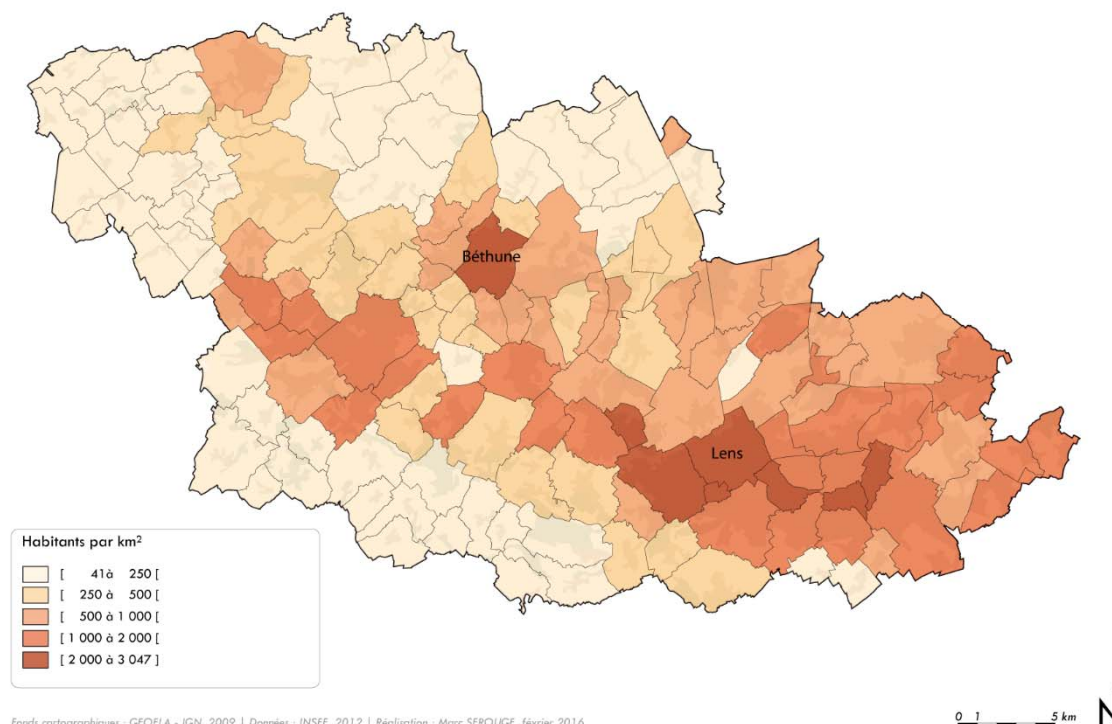 Béthune
Lens
Habitants par km²
[ 41à 250 [
[ 250 à 500 [
[ 500 à 1 000 [
[ 1 000 à 2 000 [
[ 2 000 à 3 047 ]
Fonds cartographiques : GEOFLA - IGN, 2009 | Données : INSEE, 2012 | Réalisation : Marc SEROUGE, février 2016
0 1 5 km
N